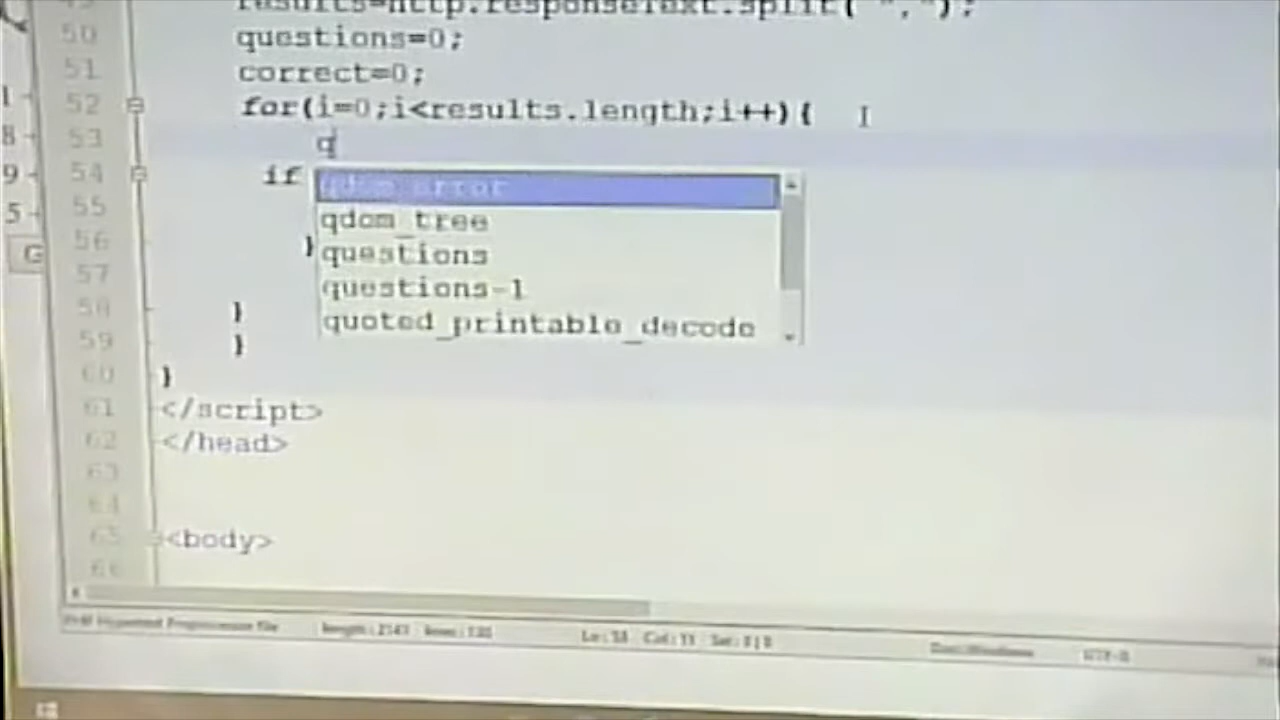 results=http.responseText.split( ",");
50 questions=0;
51 correct=0;
52 for(i=0;i<results.length;i++){
53 q
54 if
qdom_error
55 qdom_tree
56 } questions
57 questions-1
58 } quoted_printable_decode
59 }
60 }
61 </script>
62 </head>
63
64
65 <body>
66